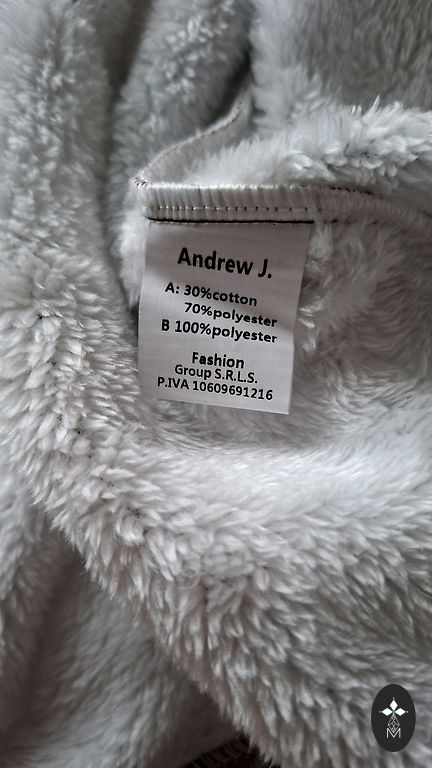 Andrew J.
A: 30%cotton
70%polyester
B 100%polyester
Fashion
Group S.R.L.S.
P.IVA 10609691216
M